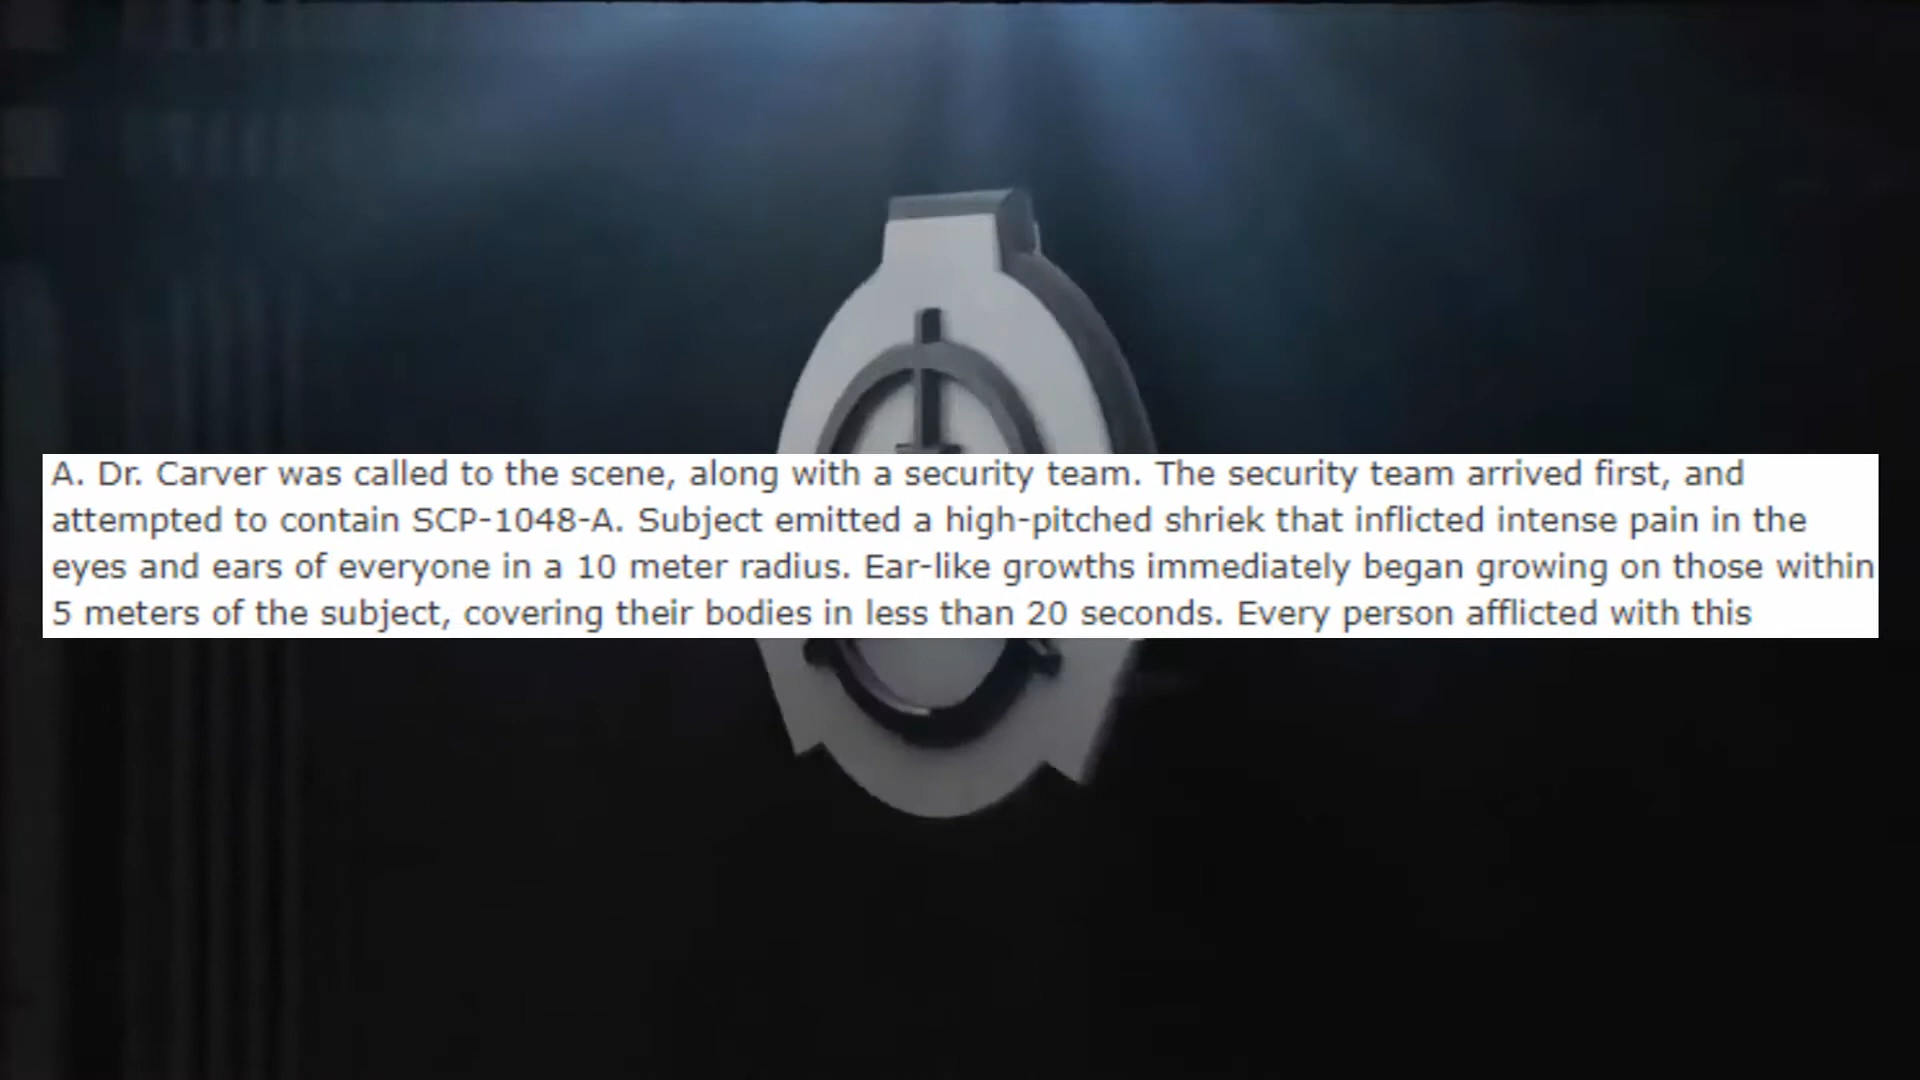 A. Dr. Carver was called to the scene, along with a security team. The security team arrived first, and
attempted to contain SCP-1048-A. Subject emitted a high-pitched shriek that inflicted intense pain in the
eyes and ears of everyone in a 10 meter radius. Ear-like growths immediately began growing on those within
5 meters of the subject, covering their bodies in less than 20 seconds. Every person afflicted with this